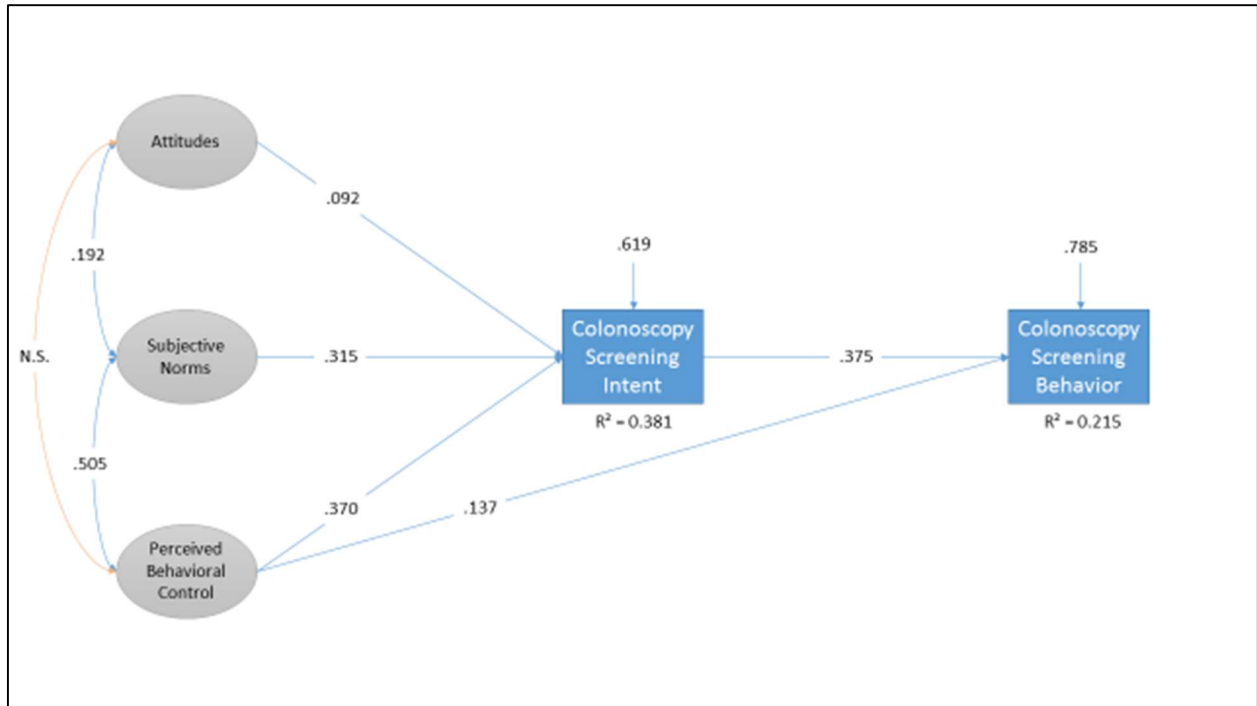 Attitudes
.092
.619
.785
.192
Colonoscopy
Screening
Intent
Colonoscopy
Screening
Behavior
N.S.
Subjective
Norms
.315
.375
R² = 0.381
R² = 0.215
.505
.370
.137
Perceived
Behavioral
Control